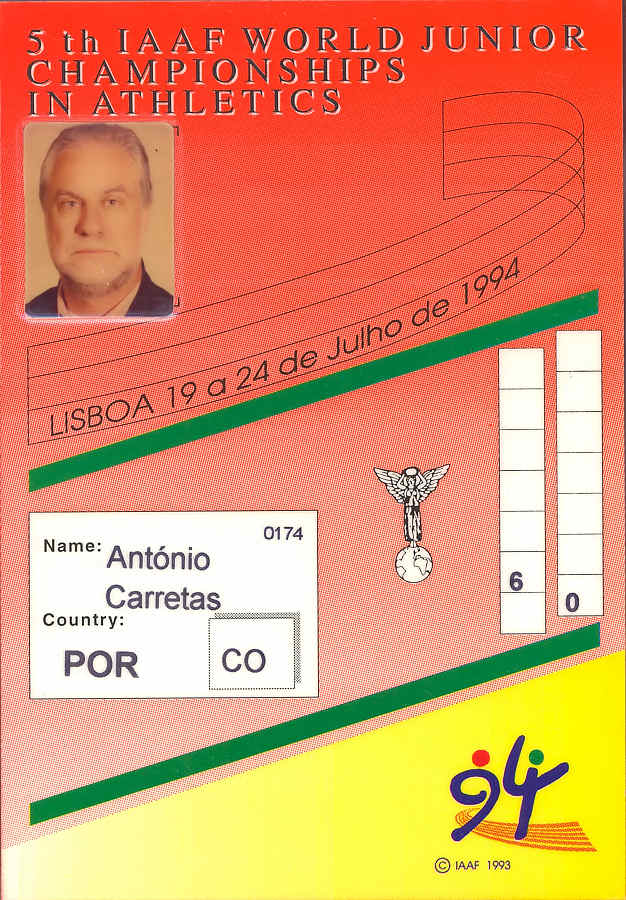 5 th IAAF WORLD JUNIOR
CHAMPIONSHIPS
IN ATHLETICS
LISBOA 19 a 24 de Julho de 1994
0174
Name: António
Carretas
Country:
POR
CO
6
0
94
© IAAF 1993